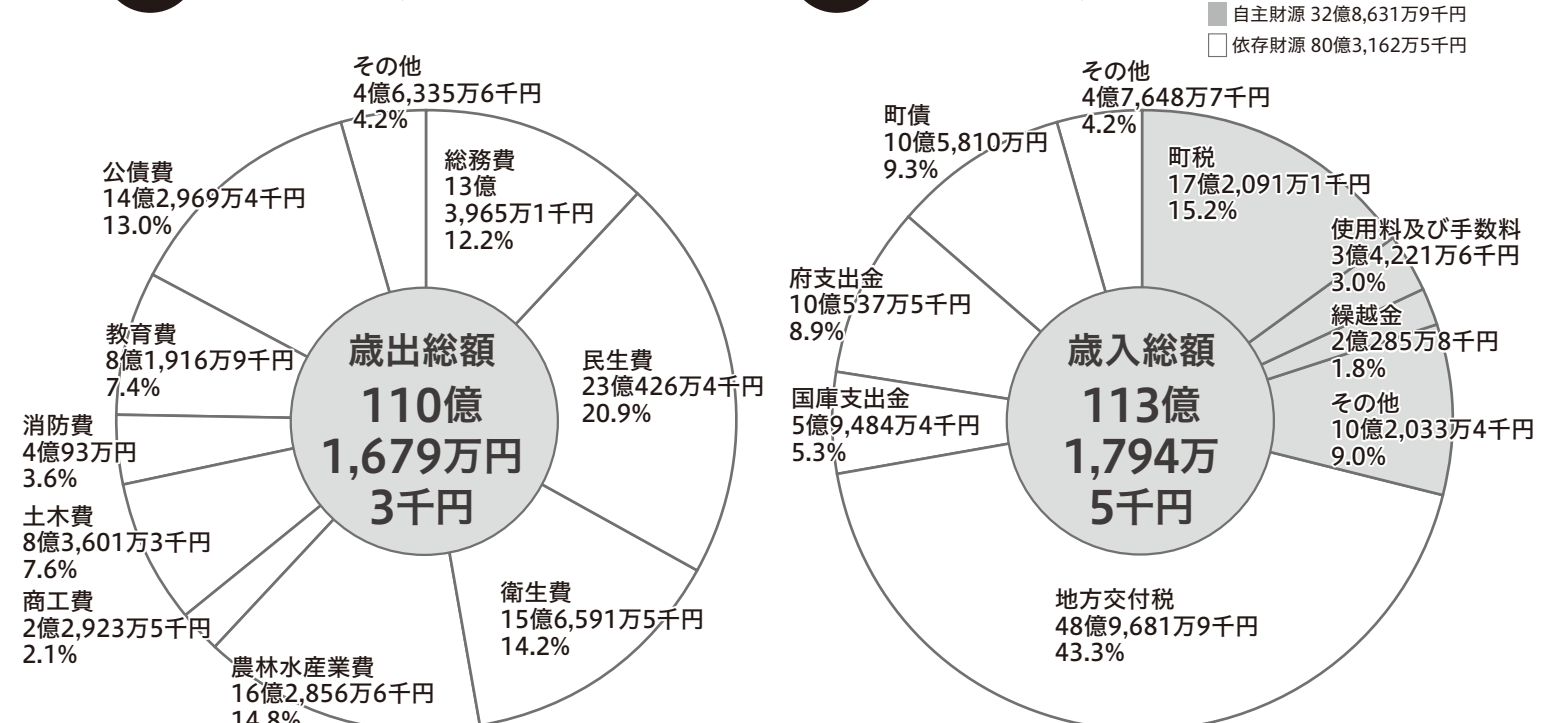 その他
4億6,335万6千円
4.2%
総務費
13億
3,965万1千円
12.2%
民生費
23億426万4千円
20.9%
衛生費
15億6,591万5千円
14.2%
農林水産業費
16億2,856万6千円
14.8%
商工費
2億2,923万5千円
2.1%
土木費
8億3,601万3千円
7.6%
消防費
4億93万円
3.6%
教育費
8億1,916万9千円
7.4%
公債費
14億2,969万4千円
13.0%
歳出総額
110億
1,679万円
3千円
自主財源 32億8,631万9千円
依存財源 80億3,162万5千円
その他
4億7,648万7千円
4.2%
町税
17億2,091万1千円
15.2%
使用料及び手数料
3億4,221万6千円
3.0%
繰越金
2億285万8千円
1.8%
その他
10億2,033万4千円
9.0%
地方交付税
48億9,681万9千円
43.3%
国庫支出金
5億9,484万4千円
5.3%
府支出金
10億537万5千円
8.9%
町債
10億5,810万円
9.3%
歳入総額
113億
1,794万
5千円